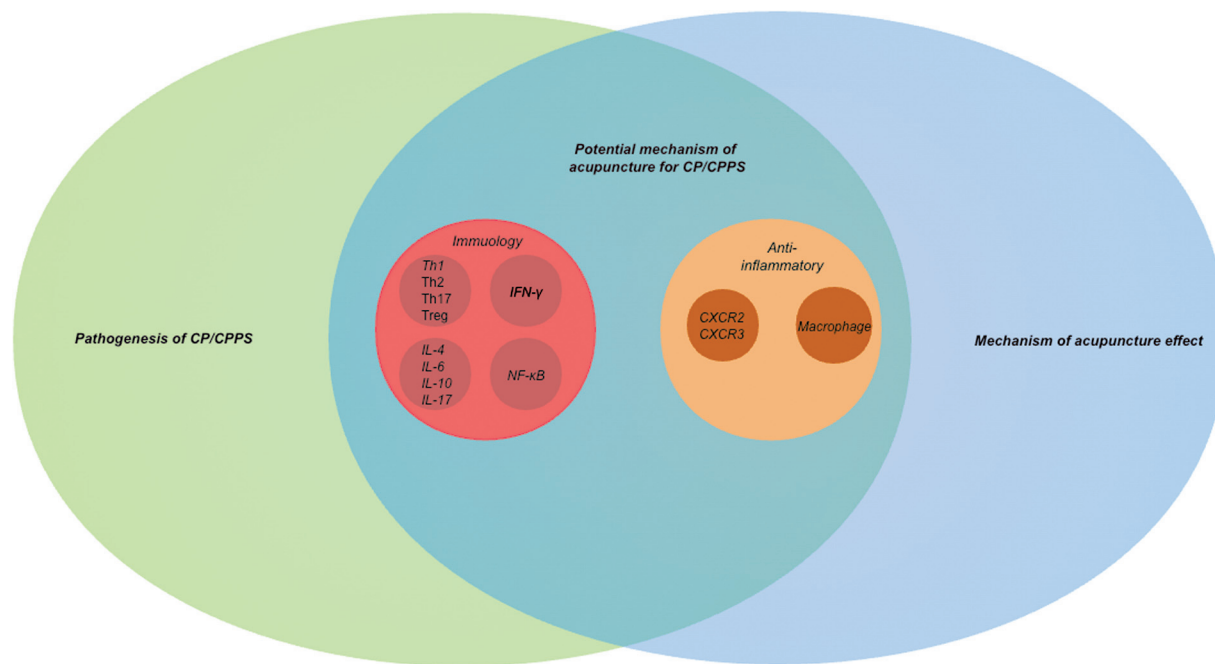 Potential mechanism of
acupuncture for CP/CPPS
Pathogenesis of CP/CPPS
Immuology
Th1
Th2
Th17
Treg
IFN-γ
IL-4
IL-6
IL-10
IL-17
NF-κB
Anti-
inflammatory
CXCR2
CXCR3
Macrophage
Mechanism of acupuncture effect